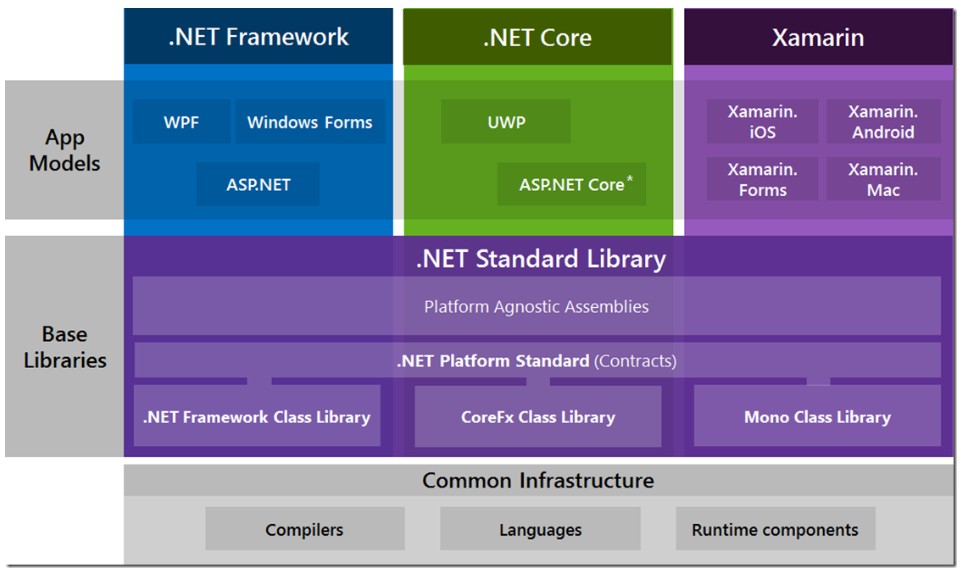 .NET Framework
.NET Core
Xamarin
App
Models
WPF
Windows Forms
ASP.NET
UWP
ASP.NET Core*
Xamarin.
iOS
Xamarin.
Android
Xamarin.
Forms
Xamarin.
Mac
Base
Libraries
.NET Standard Library
Platform Agnostic Assemblies
.NET Platform Standard (Contracts)
.NET Framework Class Library
CoreFx Class Library
Mono Class Library
Common Infrastructure
Compilers
Languages
Runtime components